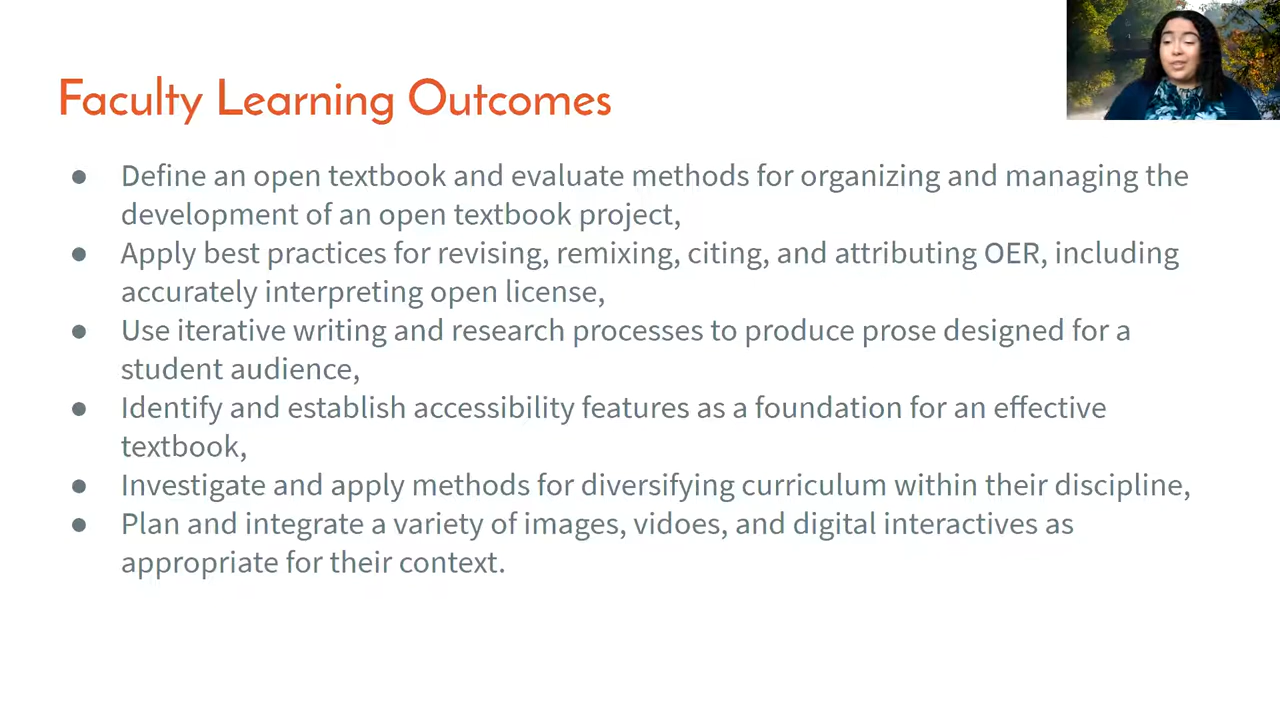 Faculty Learning Outcomes
● Define an open textbook and evaluate methods for organizing and managing the
development of an open textbook project,
● Apply best practices for revising, remixing, citing, and attributing OER, including
accurately interpreting open license,
● Use iterative writing and research processes to produce prose designed for a
student audience,
● Identify and establish accessibility features as a foundation for an effective
textbook,
● Investigate and apply methods for diversifying curriculum within their discipline,
● Plan and integrate a variety of images, vidoes, and digital interactives as
appropriate for their context.